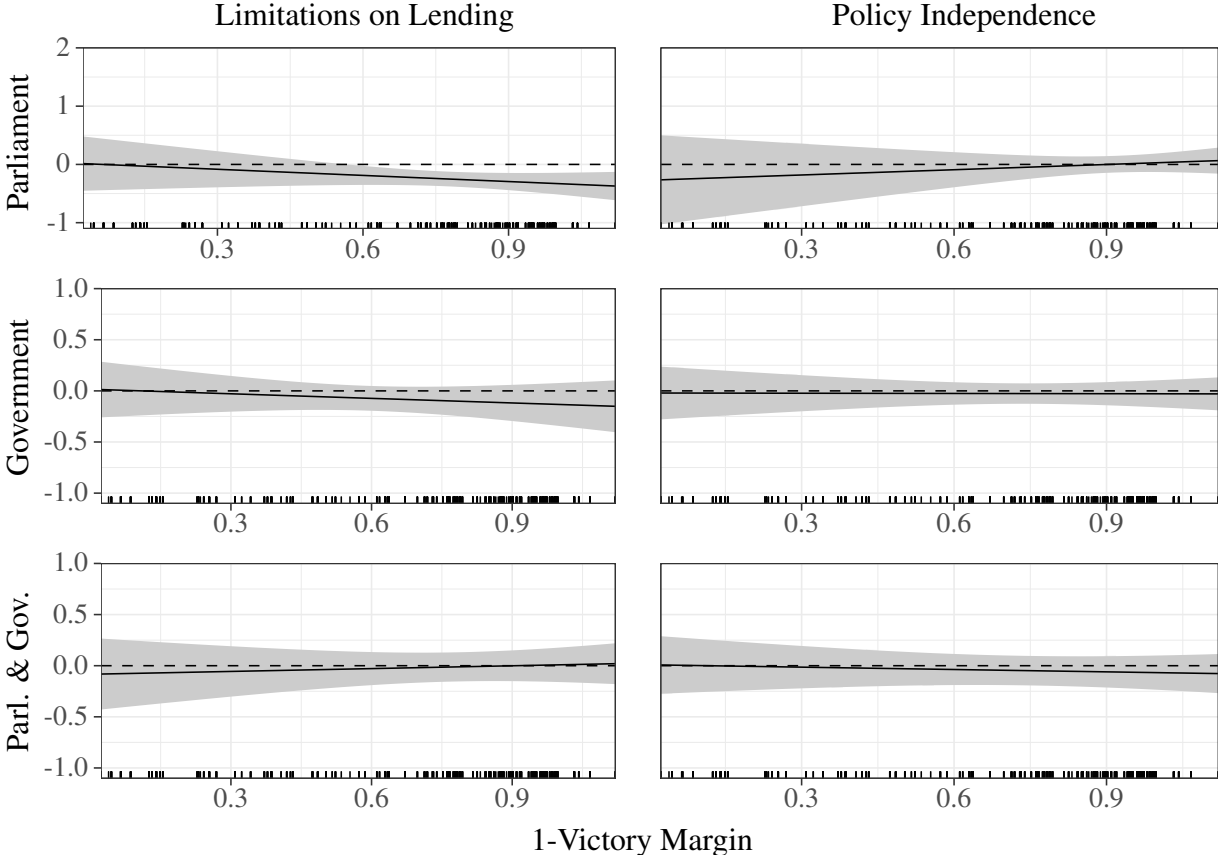 Limitations on Lending
Policy Independence
Parliament
2
1
0
-1
0.3 0.6 0.9
0.3 0.6 0.9
Government
1.0
0.5
0.0
-0.5
-1.0
0.3 0.6 0.9
0.3 0.6 0.9
Parl. & Gov.
1.0
0.5
0.0
-0.5
-1.0
0.3 0.6 0.9
0.3 0.6 0.9
1-Victory Margin